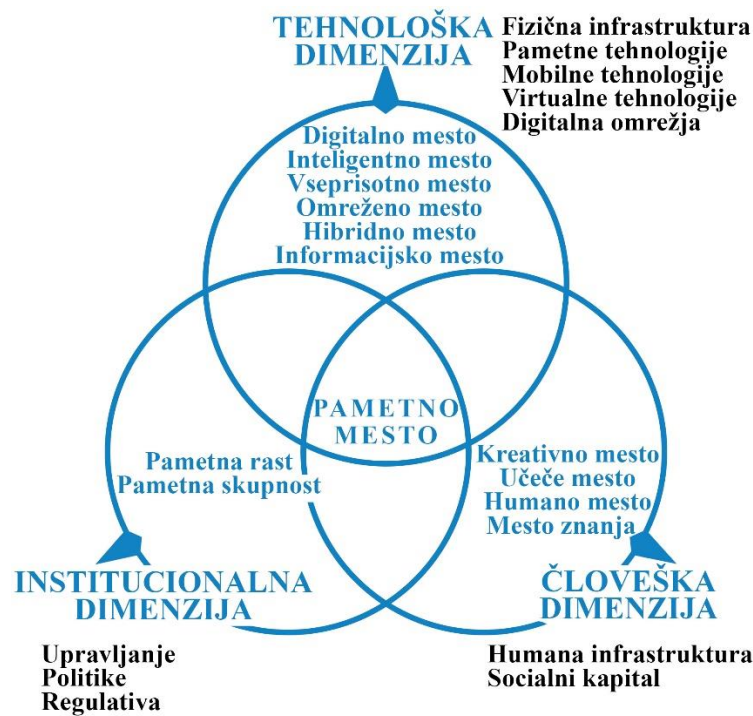 TEHNOLOŠKA
DIMENZIJA
Fizična infrastruktura
Pametne tehnologije
Mobilne tehnologije
Virtualne tehnologije
Digitalna omrežja
Digitalno mesto
Inteligentno mesto
Vseprisotno mesto
Omreženo mesto
Hibridno mesto
Informacijsko mesto
PAMETNO
MESTO
Pametna rast
Pametna skupnost
Kreativno mesto
Učeče mesto
Humano mesto
Mesto znanja
INSTITUCIONALNA
DIMENZIJA
ČLOVEŠKA
DIMENZIJA
Upravljanje
Politike
Regulativa
Humana infrastruktura
Socialni kapital